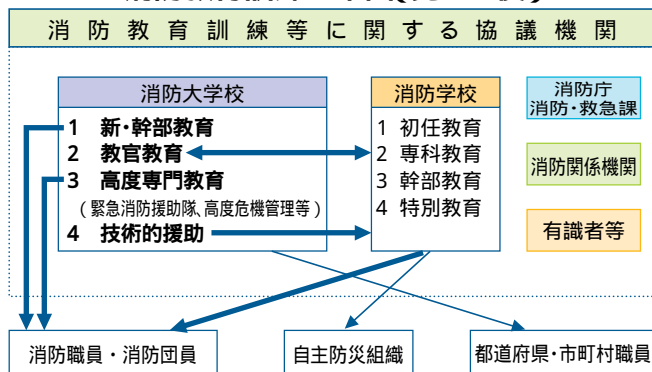 消防教育訓練等に関する協議機関
消防大学校
1 新・幹部教育
2 教官教育
3 高度専門教育
（緊急消防援助隊、高度危機管理等）
4 技術的援助
消防学校
1 初任教育
2 専科教育
3 幹部教育
4 特別教育
消防庁
消防・救急課
消防関係機関
有識者等
消防職員・消防団員
自主防災組織
都道府県・市町村職員